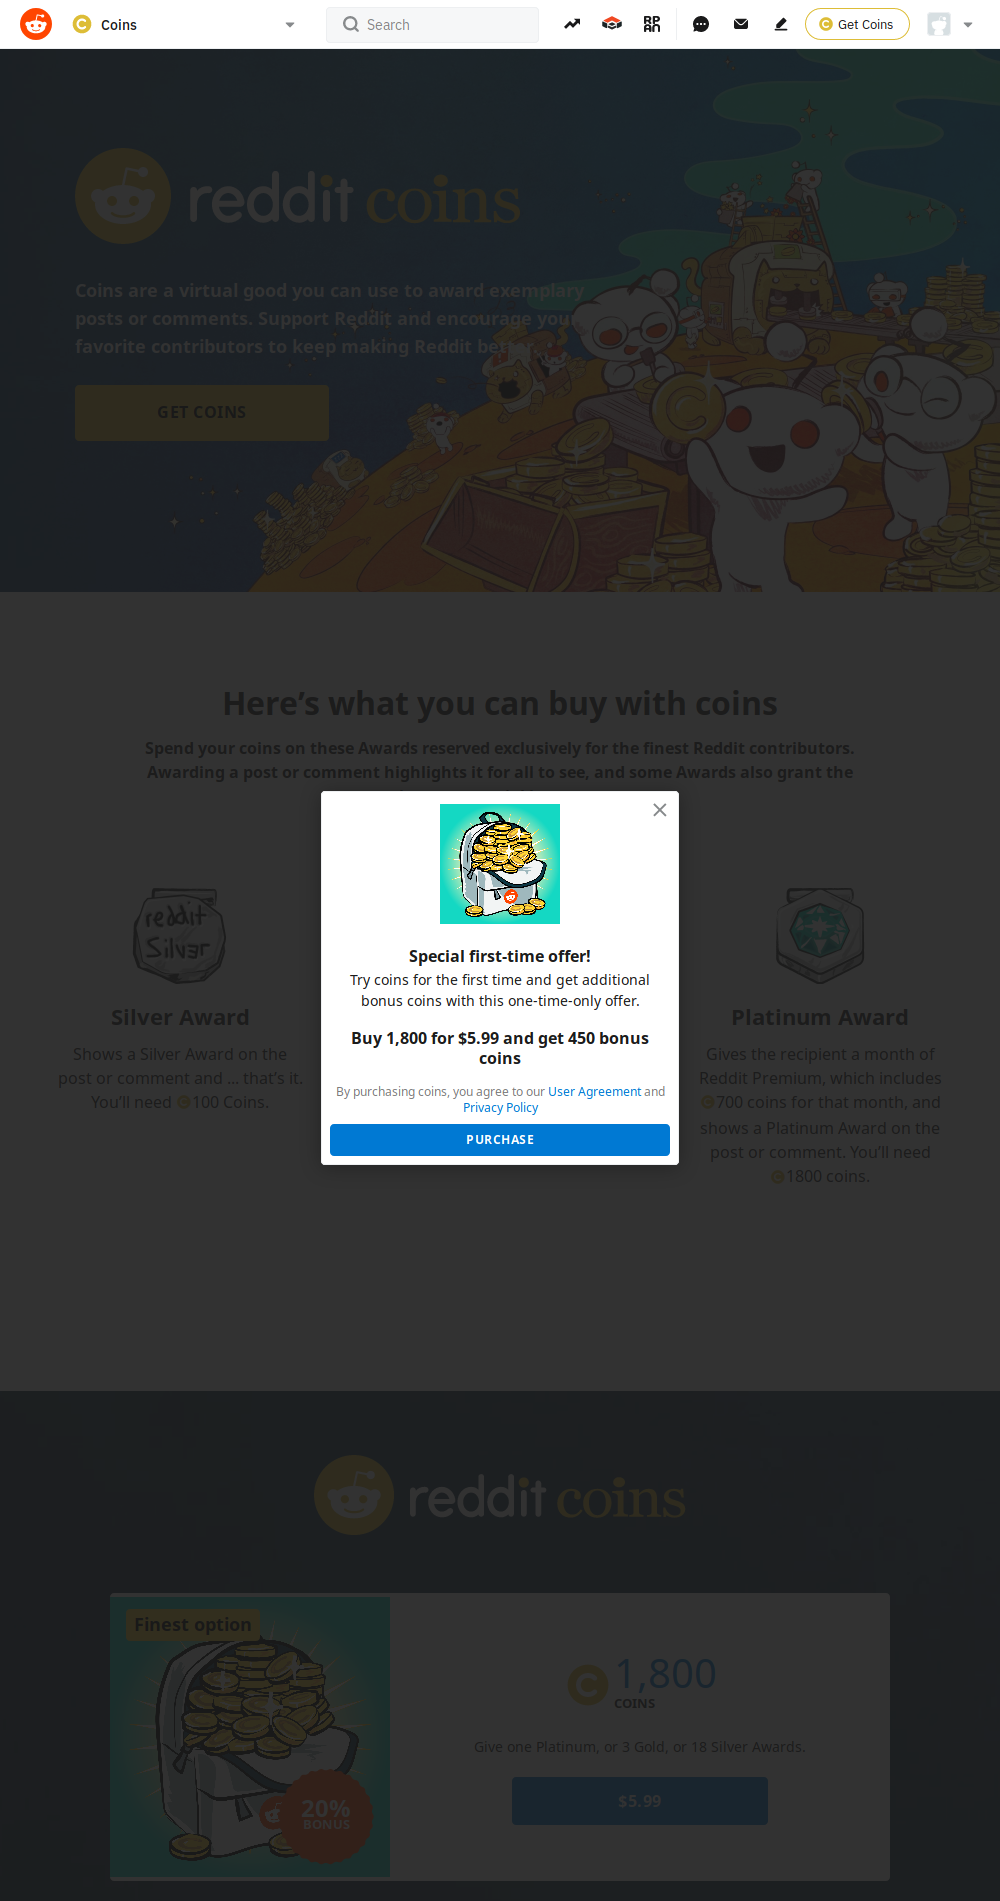 Coins
Search
RPAN
Get Coins
reddit coins
Coins are a virtual good you can use to award exemplary
posts or comments. Support Reddit and encourage your
favorite contributors to keep making Reddit better.
GET COINS
Here's what you can buy with coins
Spend your coins on these Awards reserved exclusively for the finest Reddit contributors.
Awarding a post or comment highlights it for all to see, and some Awards also grant the
reddit
Silver
Silver Award
Shows a Silver Award on the
post or comment and ... that's it.
You'll need C 100 Coins.
Special first-time offer!
Try coins for the first time and get additional
bonus coins with this one-time-only offer.
Buy 1,800 for $5.99 and get 450 bonus
coins
By purchasing coins, you agree to our User Agreement and
Privacy Policy
PURCHASE
Platinum Award
Gives the recipient a month of
Reddit Premium, which includes
C 700 coins for that month, and
shows a Platinum Award on the
post or comment. You'll need
C 1800 coins.
reddit coins
Finest option
20%
BONUS
C 1,800
COINS
Give one Platinum, or 3 Gold, or 18 Silver Awards.
$5.99